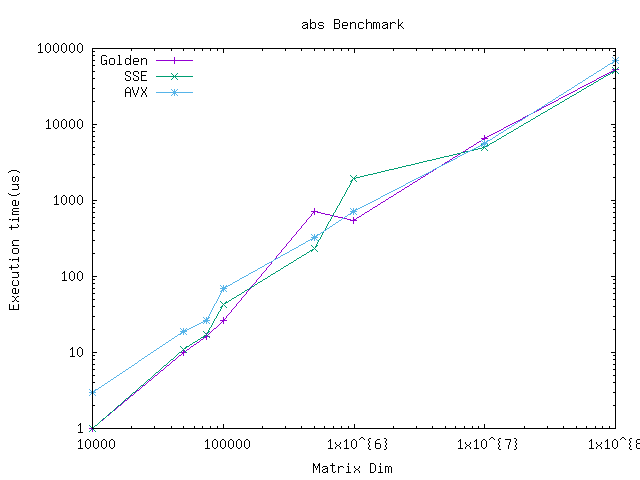 abs Benchmark
100000
10000
1000
100
10
1
Golden
SSE
AVX
Execution time(us)
10000
100000
1x10^{6}
1x10^{7}
1x10^{8
Matrix Dim